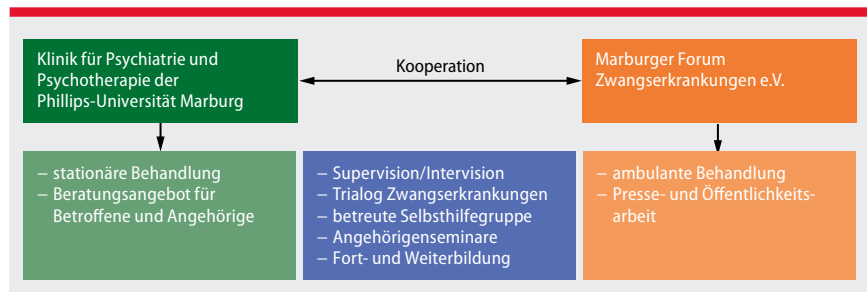 Klinik für Psychiatrie und
Psychotherapie der
Phillips-Universität Marburg
Kooperation
Marburger Forum
Zwangserkrankungen e.V.
– stationäre Behandlung
– Beratungsangebot für
Betroffene und Angehörige
– Supervision/Intervision
– Trialog Zwangserkrankungen
– betreute Selbsthilfegruppe
– Angehörigenseminare
– Fort- und Weiterbildung
– ambulante Behandlung
– Presse- und Öffentlichkeits-
arbeit